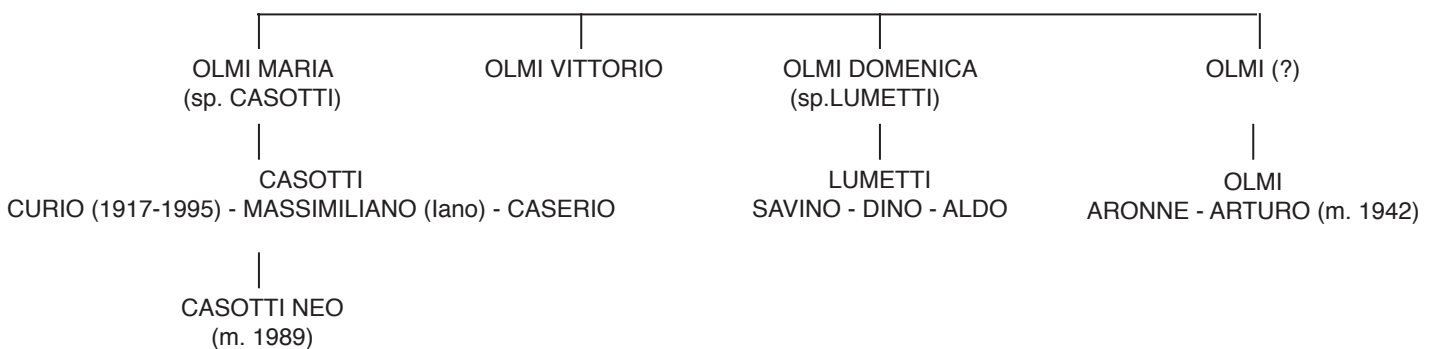 OLMI MARIA
(sp. CASOTTI)
OLMI VITTORIO
OLMI DOMENICA
(sp.LUMETTI)
OLMI (?)
CASOTTI
CURIO (1917-1995) - MASSIMILIANO (Iano) - CASERIO
LUMETTI
SAVINO - DINO - ALDO
OLMI
ARONNE - ARTURO (m. 1942)
CASOTTI NEO
(m. 1989)